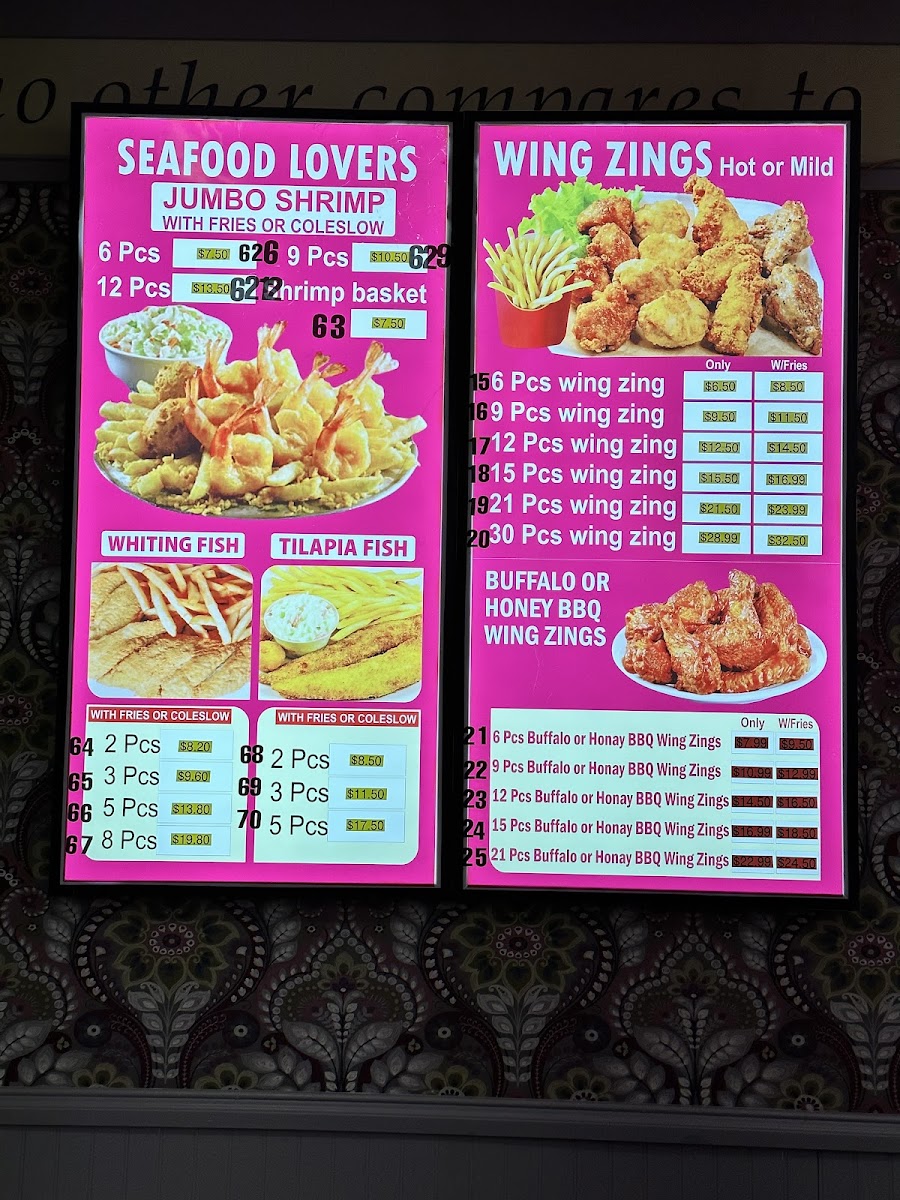 no other compares to
SEAFOOD LOVERS
JUMBO SHRIMP
WITH FRIES OR COLESLOW
6 Pcs $7.50 626 9 Pcs $10.50 629
12 Pcs $13.50 6212 Shrimp basket
63 $7.50
WHITING FISH
WITH FRIES OR COLESLOW
64 2 Pcs $8.20
65 3 Pcs $9.60
66 5 Pcs $13.80
67 8 Pcs $19.80
TILAPIA FISH
WITH FRIES OR COLESLOW
68 2 Pcs $8.50
69 3 Pcs $11.50
70 5 Pcs $17.50
WING ZINGS Hot or Mild
Only W/Fries
15 6 Pcs wing zing $6.50 $8.50
16 9 Pcs wing zing $9.50 $11.50
17 12 Pcs wing zing $12.50 $14.50
18 15 Pcs wing zing $15.50 $16.99
19 21 Pcs wing zing $21.50 $23.99
20 30 Pcs wing zing $28.99 $32.50
BUFFALO OR
HONEY BBQ
WING ZINGS
Only W/Fries
21 6 Pcs Buffalo or Honay BBQ Wing Zings $7.99 $9.50
22 9 Pcs Buffalo or Honay BBQ Wing Zings $10.99 $12.99
23 12 Pcs Buffalo or Honay BBQ Wing Zings $14.50 $16.50
24 15 Pcs Buffalo or Honay BBQ Wing Zings $16.99 $18.50
25 21 Pcs Buffalo or Honay BBQ Wing Zings $22.99 $24.50